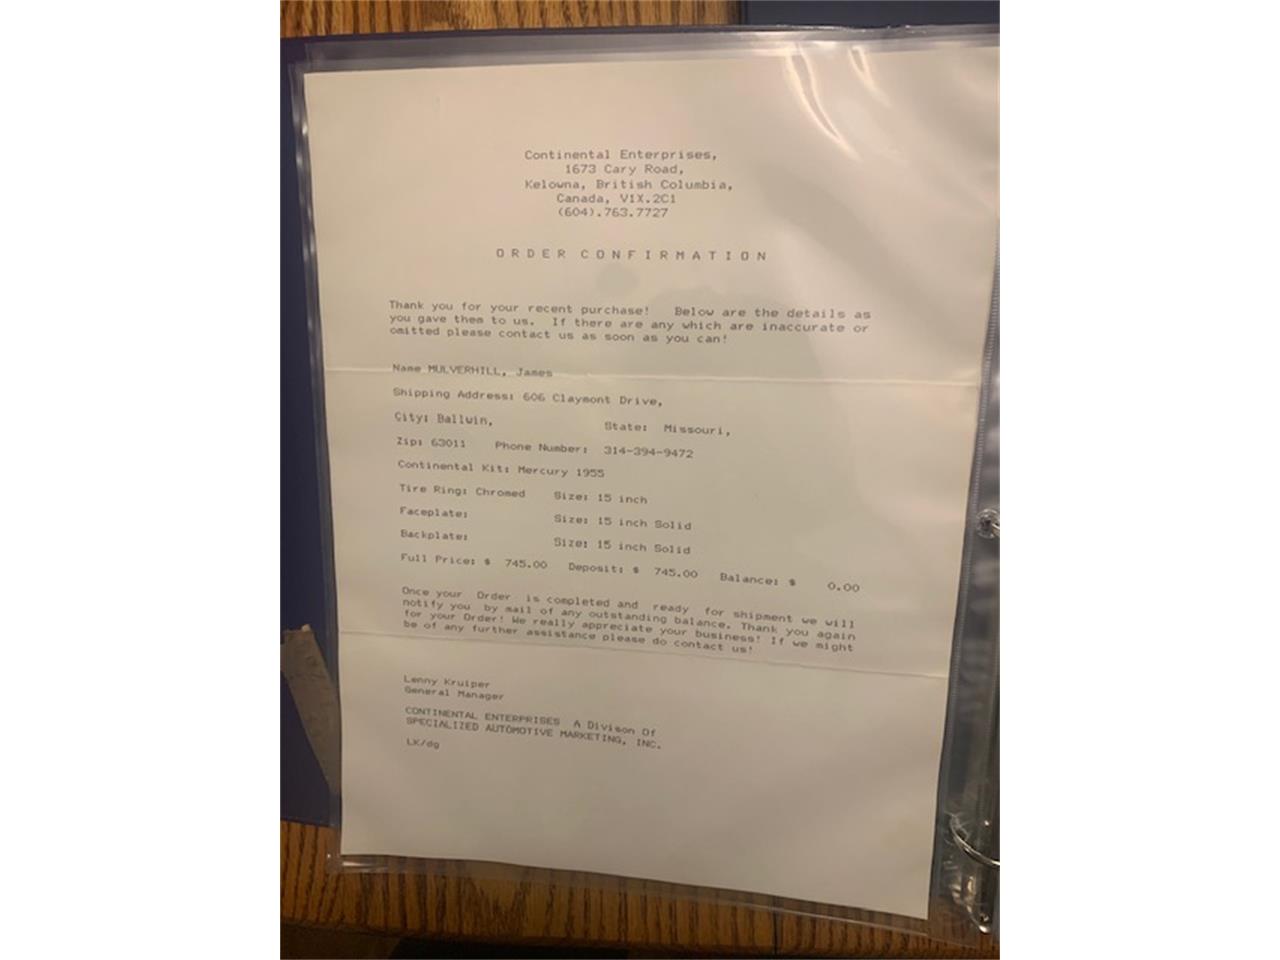 Continental Enterprises,
1673 Cary Road,
Kelowna, British Columbia,
Canada, V1X.2C1
(604).763.7727
ORDER CONFIRMATION
Thank you for your recent purchase! Below are the details as
you gave them to us. If there are any which are inaccurate or
omitted please contact us as soon as you can!
Name MULVERHILL, James
Shipping Address: 606 Claymont Drive,
City: Ballwin, State: Missouri,
Zip: 63011 Phone Number: 314-394-9472
Continental Kit: Mercury 1955
Tire Ring: Chromed Size: 15 inch
Faceplate: Size: 15 inch Solid
Backplate: Size: 15 inch Solid
Full Price: $ 745.00 Deposit: $ 745.00 Balance: $ 0.00
Once your Order is completed and ready for shipment we will
notify you by mail of any outstanding balance. Thank you again
for your Order! We really appreciate your business! If we might
be of any further assistance please do contact us!
Lenny Kruiper
General Manager
CONTINENTAL ENTERPRISES A Divison Of
SPECIALIZED AUTOMOTIVE MARKETING, INC.
LK/dg